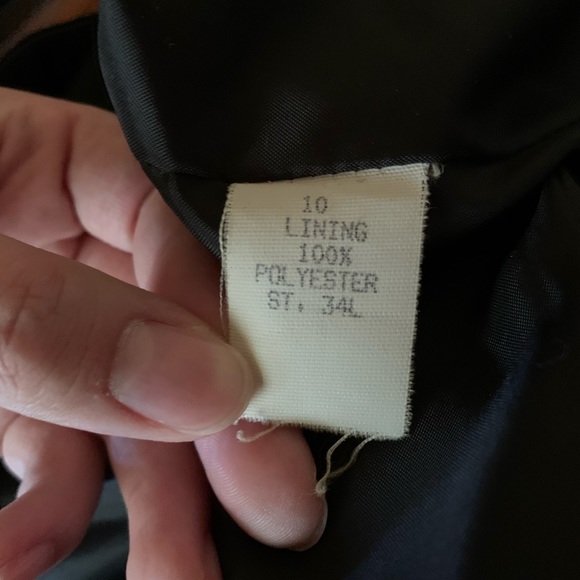 10
LINING
100%
POLYESTER
ST. 34L